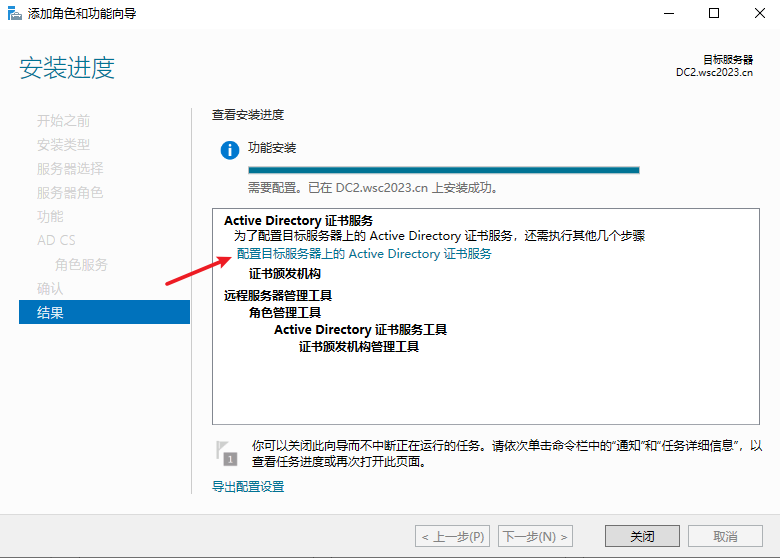 添加角色和功能向导
安装进度
目标服务器
DC2.wsc2023.cn
开始之前
安装类型
服务器选择
服务器角色
功能
AD CS
角色服务
确认
结果
查看安装进度
功能安装
需要配置。已在 DC2.wsc2023.cn 上安装成功。
Active Directory 证书服务
为了配置目标服务器上的 Active Directory 证书服务，还需执行其他几个步骤
配置目标服务器上的 Active Directory 证书服务
证书颁发机构
远程服务器管理工具
角色管理工具
Active Directory 证书服务工具
证书颁发机构管理工具
1
你可以关闭此向导而不中断正在运行的任务。请依次单击命令栏中的“通知”和“任务详细信息”，以
查看任务进度或再次打开此页面。
导出配置设置
< 上一步(P)
下一步(N) >
关闭
取消